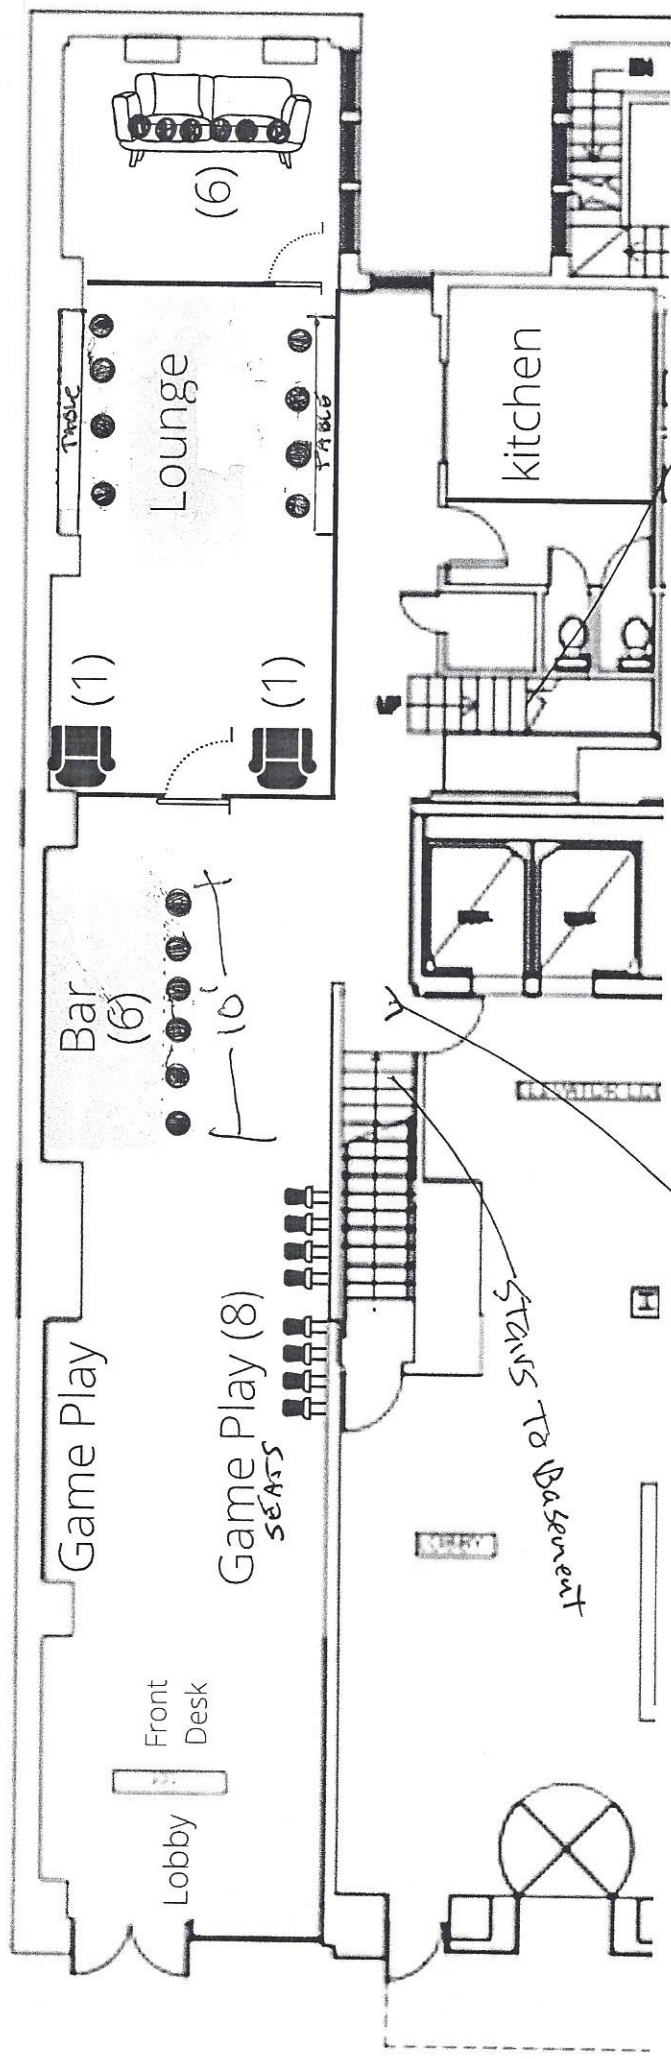 (6)
TABLE
Lounge
TABLE
kitchen
(1)
(1)
Bar
(6)
10'
Game Play
Game Play (8)
SEATS
Stairs To Basement
Front
Desk
Lobby
H